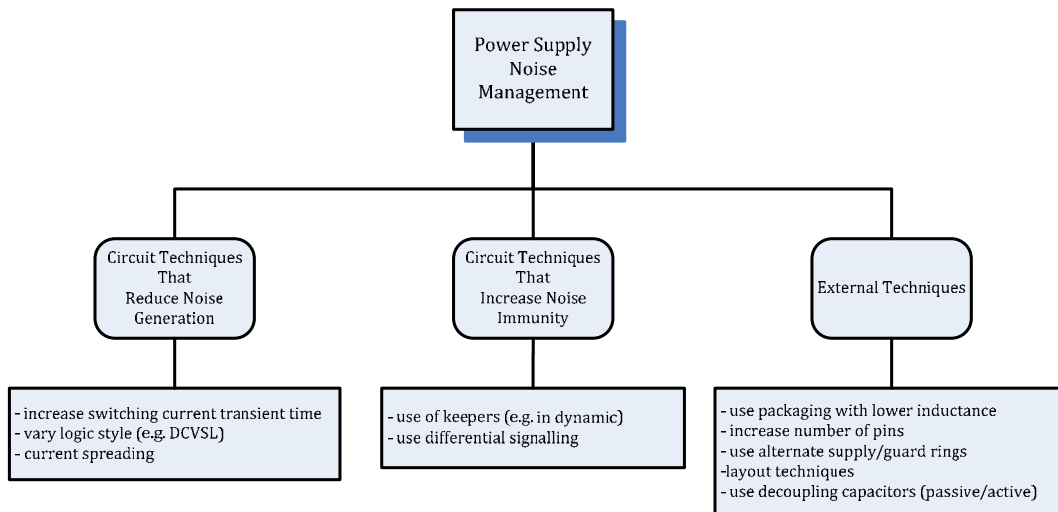 Power Supply
Noise
Management
Circuit Techniques
That
Reduce Noise
Generation
Circuit Techniques
That
Increase Noise
Immunity
External Techniques
- increase switching current transient time
- vary logic style (e.g. DCVSL)
- current spreading
- use of keepers (e.g. in dynamic)
- use differential signalling
- use packaging with lower inductance
- increase number of pins
- use alternate supply/guard rings
-layout techniques
- use decoupling capacitors (passive/active)